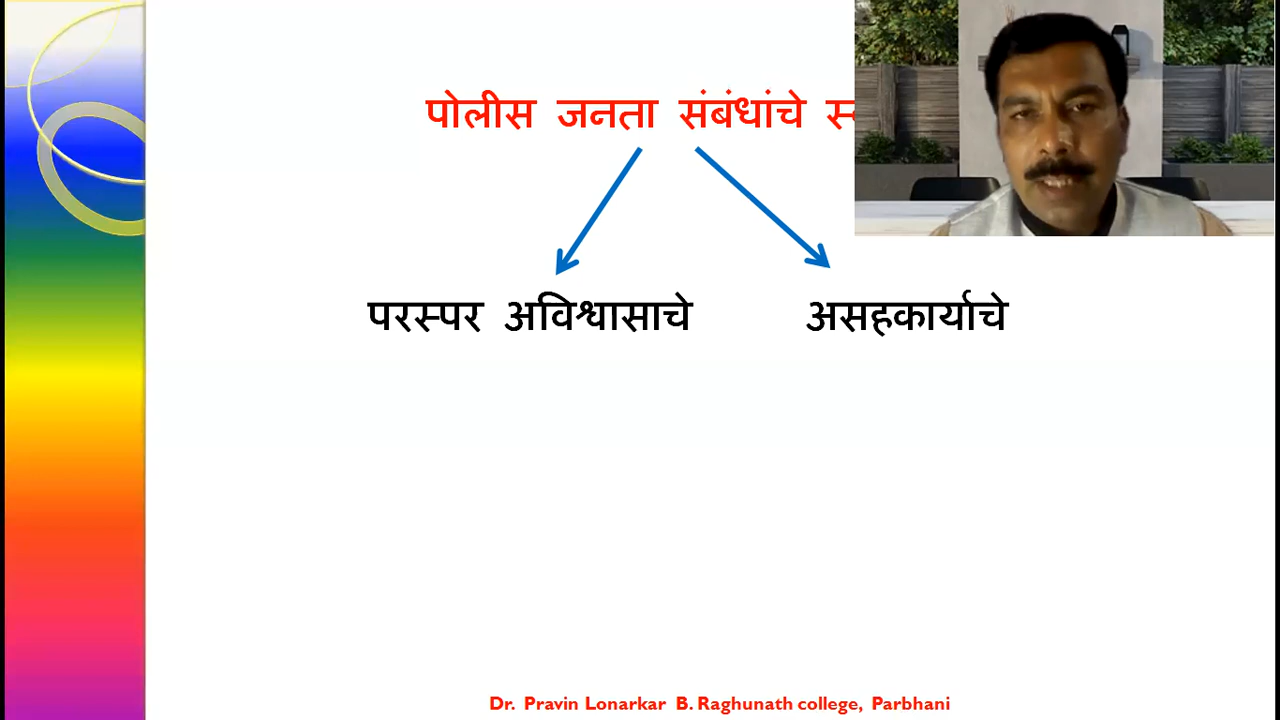 पोलीस जनता संबंधांचे
परस्पर अविश्वासाचे असहकार्याचे
Dr. Pravin Lonarkar B. Raghunath college, Parbhani